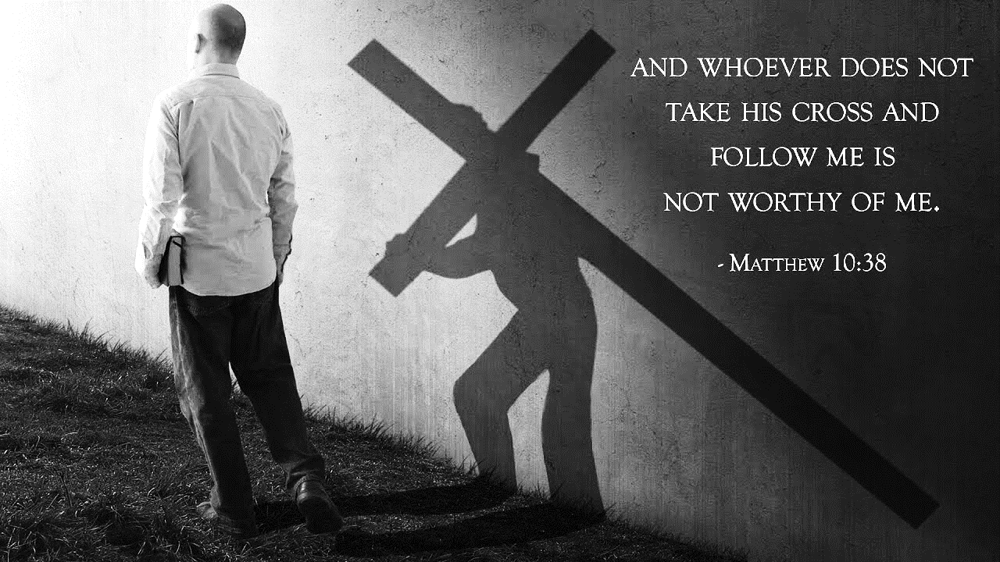 AND WHOEVER DOES NOT
TAKE HIS CROSS AND
FOLLOW ME IS
NOT WORTHY OF ME.
- MATTHEW 10:38